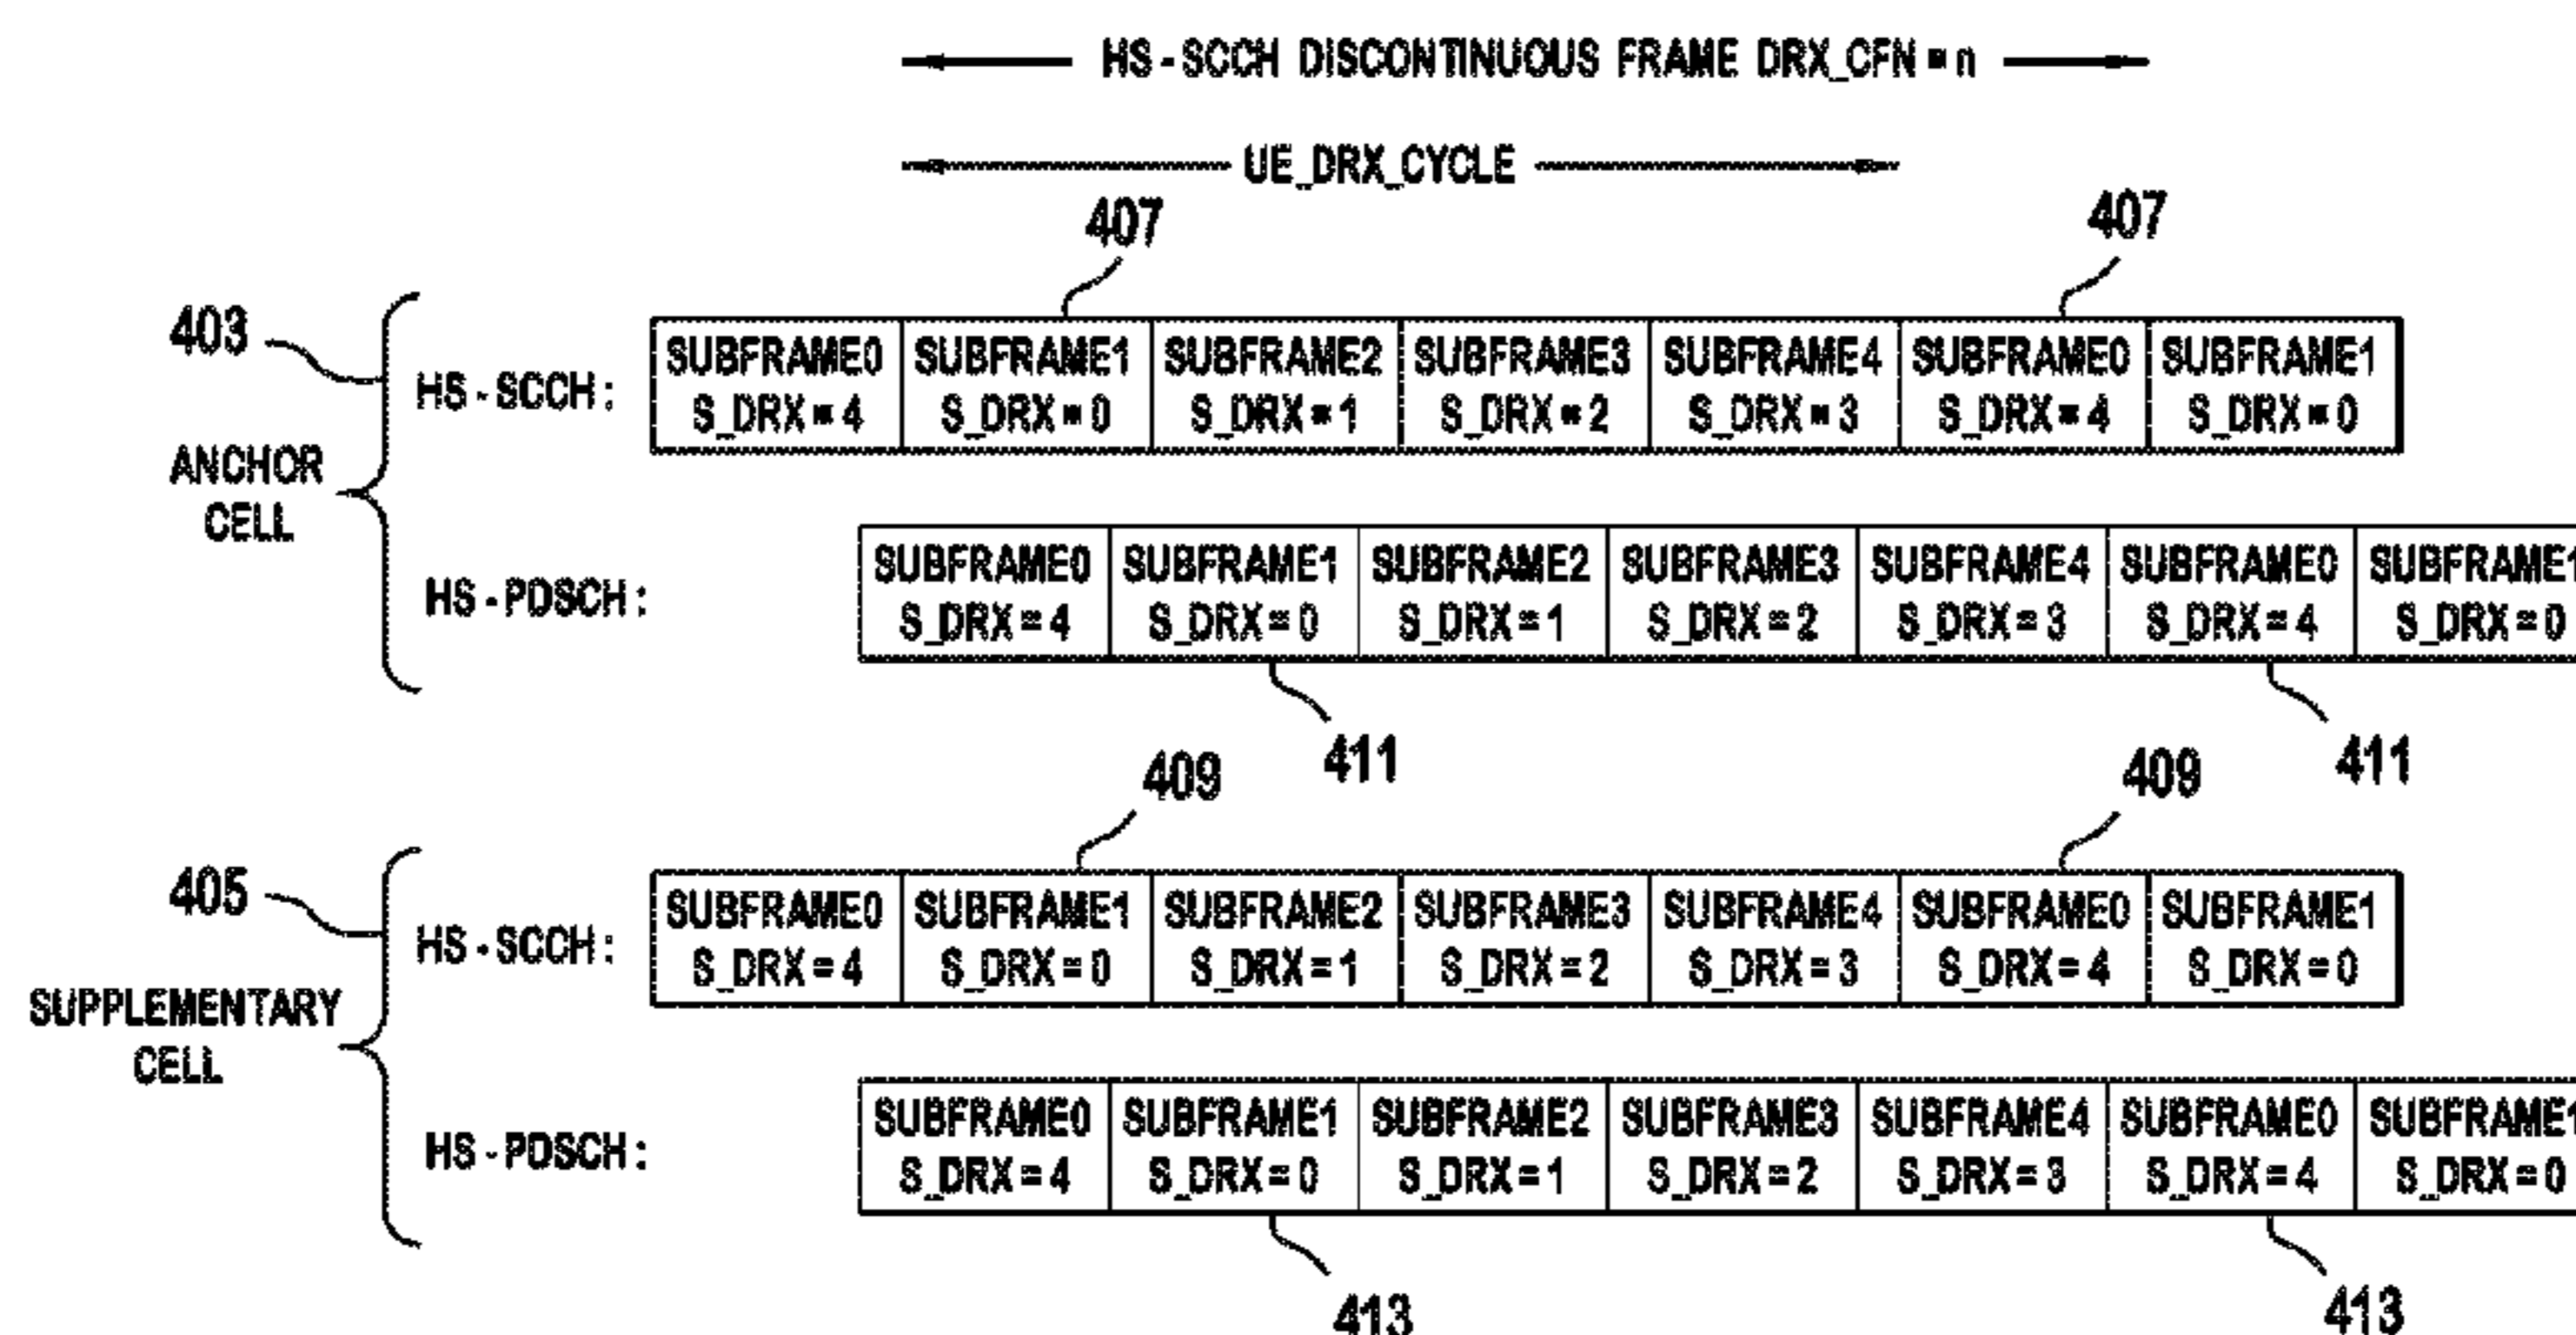 HS-SCCH DISCONTINUOUS FRAME DRX_CFN = n
UE_DRX_CYCLE
407 407
403
HS-SCCH:
SUBFRAME0 SUBFRAME1 SUBFRAME2 SUBFRAME3 SUBFRAME4 SUBFRAME0 SUBFRAME1
S_DRX = 4 S_DRX = 0 S_DRX = 1 S_DRX = 2 S_DRX = 3 S_DRX = 4 S_DRX = 0
ANCHOR
CELL
HS-PDSCH:
SUBFRAME0 SUBFRAME1 SUBFRAME2 SUBFRAME3 SUBFRAME4 SUBFRAME0 SUBFRAME1
S_DRX = 4 S_DRX = 0 S_DRX = 1 S_DRX = 2 S_DRX = 3 S_DRX = 4 S_DRX = 0
411 411
409 409
405
HS-SCCH:
SUBFRAME0 SUBFRAME1 SUBFRAME2 SUBFRAME3 SUBFRAME4 SUBFRAME0 SUBFRAME1
S_DRX = 4 S_DRX = 0 S_DRX = 1 S_DRX = 2 S_DRX = 3 S_DRX = 4 S_DRX = 0
SUPPLEMENTARY
CELL
HS-PDSCH:
SUBFRAME0 SUBFRAME1 SUBFRAME2 SUBFRAME3 SUBFRAME4 SUBFRAME0 SUBFRAME1
S_DRX = 4 S_DRX = 0 S_DRX = 1 S_DRX = 2 S_DRX = 3 S_DRX = 4 S_DRX = 0
413 413